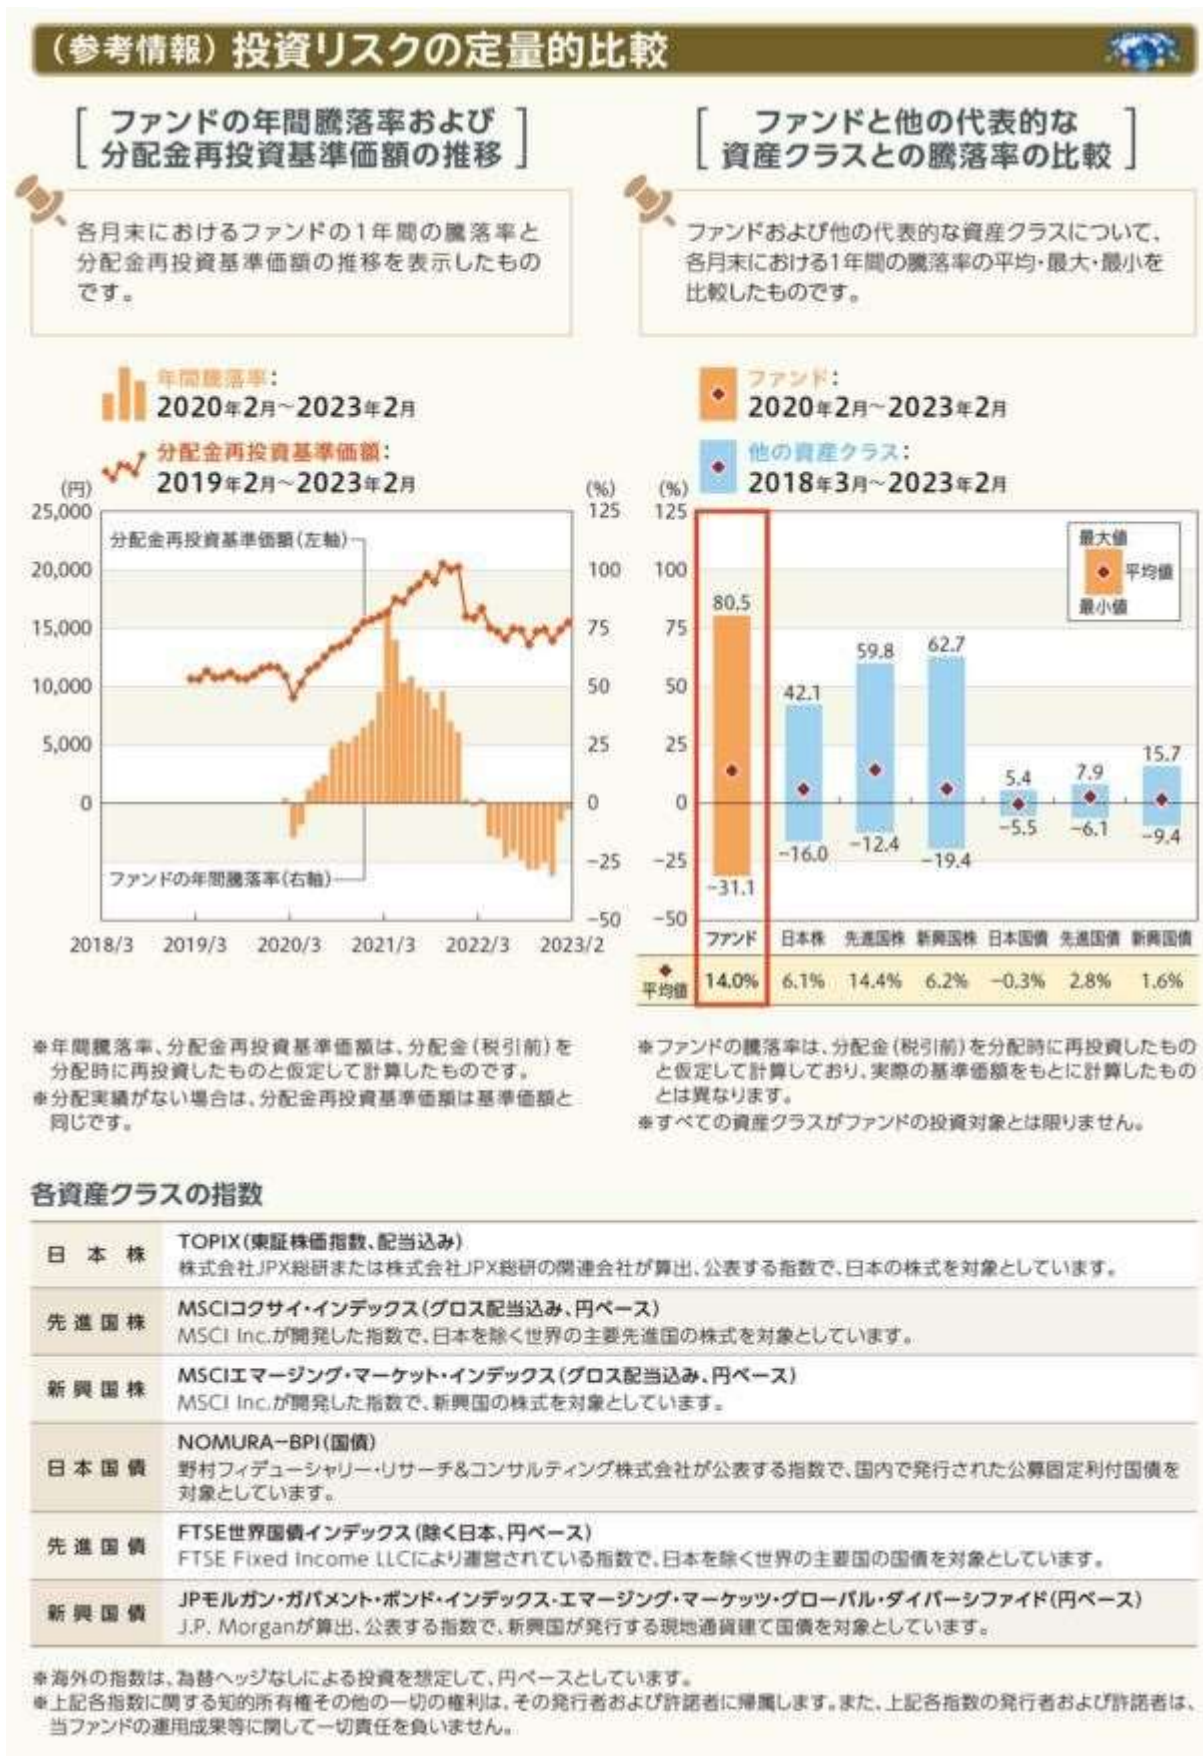 （参考情報）投資リスクの定量的比較
ファンドの年間騰落率および
分配金再投資基準価額の推移
各月末におけるファンドの1年間の騰落率と
分配金再投資基準価額の推移を表示したもの
です。
年間騰落率：
2020年2月～2023年2月
分配金再投資基準価額：
2019年2月～2023年2月
(円)
(%)
25,000
125
分配金再投資基準価額(左軸)
20,000
100
15,000
75
10,000
50
5,000
25
0
0
−25
ファンドの年間騰落率(右軸)
−50
2018/3 2019/3 2020/3 2021/3 2022/3 2023/2
※年間騰落率、分配金再投資基準価額は、分配金(税引前)を
分配時に再投資したものと仮定して計算したものです。
※分配実績がない場合は、分配金再投資基準価額は基準価額と
同じです。
ファンドと他の代表的な
資産クラスとの騰落率の比較
ファンドおよび他の代表的な資産クラスについて、
各月末における1年間の騰落率の平均・最大・最小を
比較したものです。
ファンド：
2020年2月～2023年2月
他の資産クラス：
2018年3月～2023年2月
(%)
125
最大値
平均値
最小値
100
80.5
75
59.8
62.7
50
42.1
25
5.4
7.9
15.7
0
−5.5
−6.1
−9.4
−16.0
−12.4
−19.4
−25
−31.1
−50
ファンド 日本株 先進国株 新興国株 日本国債 先進国債 新興国債
平均値 14.0% 6.1% 14.4% 6.2% −0.3% 2.8% 1.6%
※ファンドの騰落率は、分配金(税引前)を分配時に再投資したもの
と仮定して計算しており、実際の基準価額をもとに計算したもの
とは異なります。
※すべての資産クラスがファンドの投資対象とは限りません。
各資産クラスの指数
日本株
TOPIX(東証株価指数、配当込み)
株式会社JPX総研または株式会社JPX総研の関連会社が算出、公表する指数で、日本の株式を対象としています。
先進国株
MSCIコクサイ・インデックス(グロス配当込み、円ベース)
MSCI Inc.が開発した指数で、日本を除く世界の主要先進国の株式を対象としています。
新興国株
MSCIエマージング・マーケット・インデックス(グロス配当込み、円ベース)
MSCI Inc.が開発した指数で、新興国の株式を対象としています。
日本国債
NOMURA−BPI(国債)
野村フィデューシャリー・リサーチ&コンサルティング株式会社が公表する指数で、国内で発行された公募固定利付国債を
対象としています。
先進国債
FTSE世界国債インデックス(除く日本、円ベース)
FTSE Fixed Income LLCにより運営されている指数で、日本を除く世界の主要国の国債を対象としています。
新興国債
JPモルガン・ガバメント・ボンド・インデックス-エマージング・マーケッツ・グローバル・ダイバーシファイド(円ベース)
J.P. Morganが算出、公表する指数で、新興国が発行する現地通貨建て国債を対象としています。
※海外の指数は、為替ヘッジなしによる投資を想定して、円ベースとしています。
※上記各指数に関する知的所有権その他の一切の権利は、その発行者および許諾者に帰属します。また、上記各指数の発行者および許諾者は、
当ファンドの運用成果等に関して一切責任を負いません。